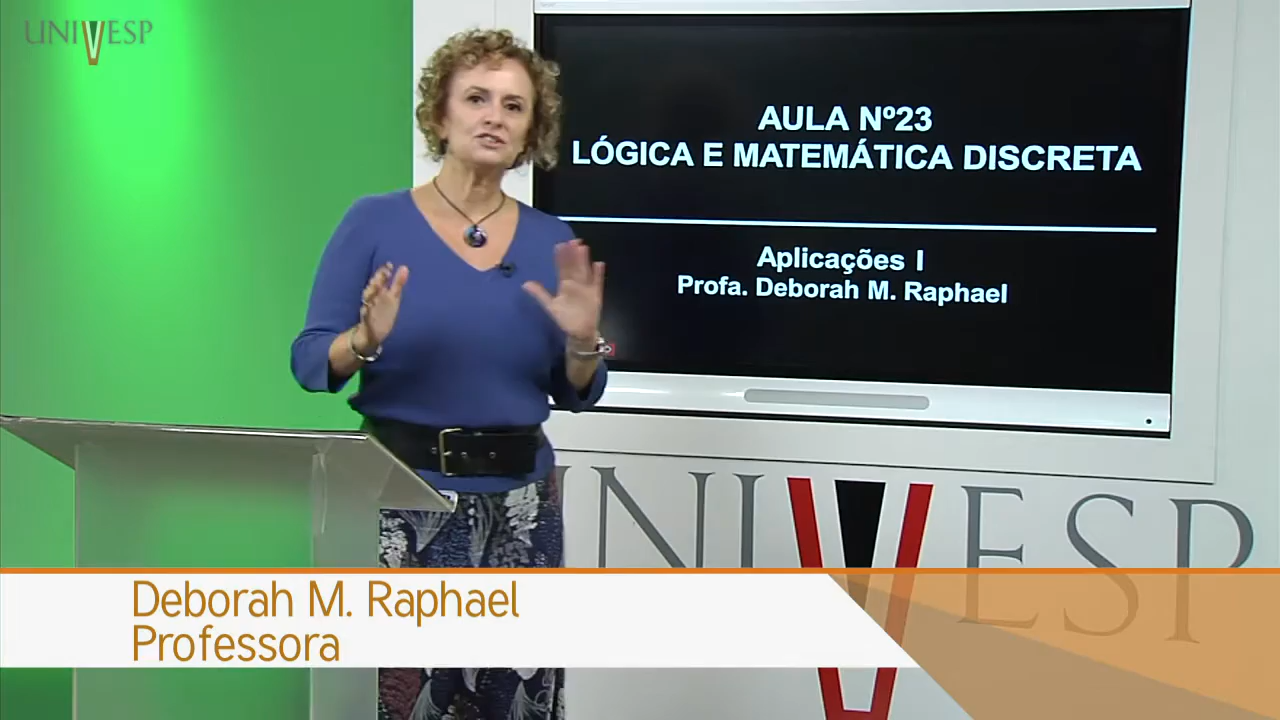 UNIVESP
AULA Nº23
LÓGICA E MATEMÁTICA DISCRETA
Aplicações I
Profa. Deborah M. Raphael
UNIVESP
Deborah M. Raphael
Professora